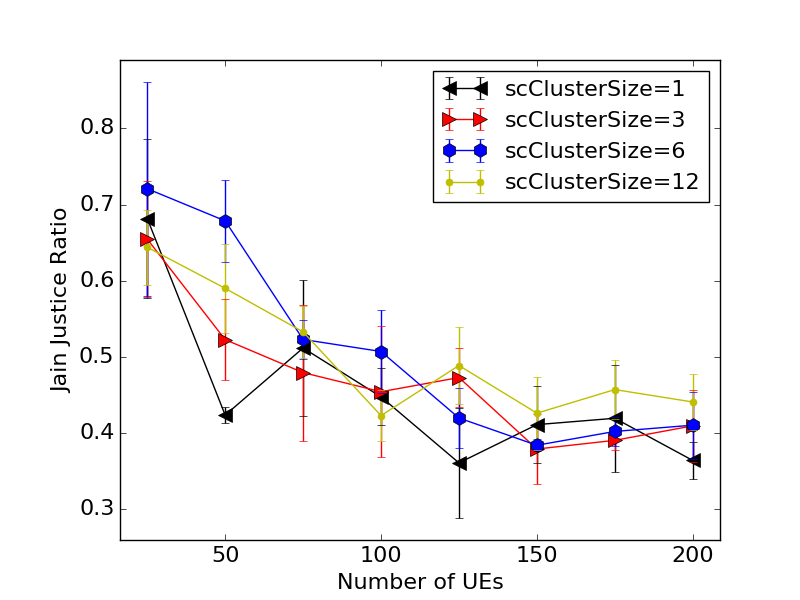 scClusterSize=1
scClusterSize=3
scClusterSize=6
scClusterSize=12
Jain Justice Ratio
0.8
0.7
0.6
0.5
0.4
0.3
50
100
150
200
Number of UEs